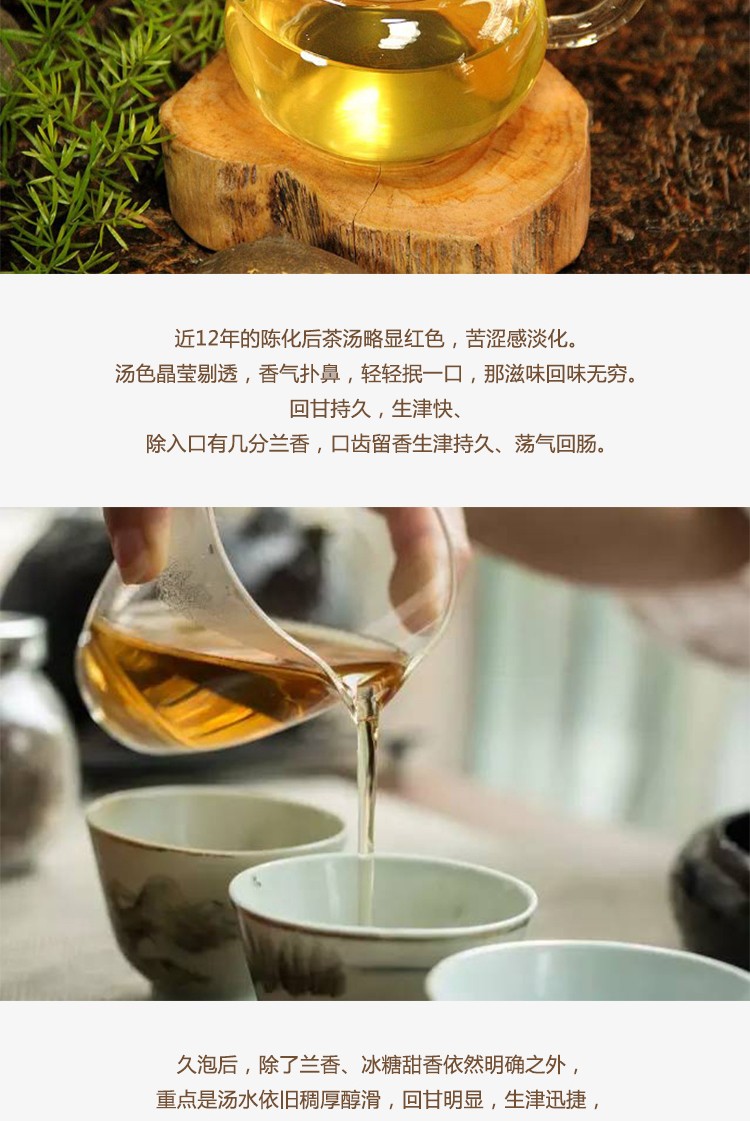 近12年的陈化后茶汤略显红色，苦涩感淡化。
汤色晶莹剔透，香气扑鼻，轻轻抿一口，那滋味回味无穷。
回甘持久，生津快、
除入口有几分兰香，口齿留香生津持久、荡气回肠。
久泡后，除了兰香、冰糖甜香依然明确之外，
重点是汤水依旧稠厚醇滑，回甘明显，生津迅捷，